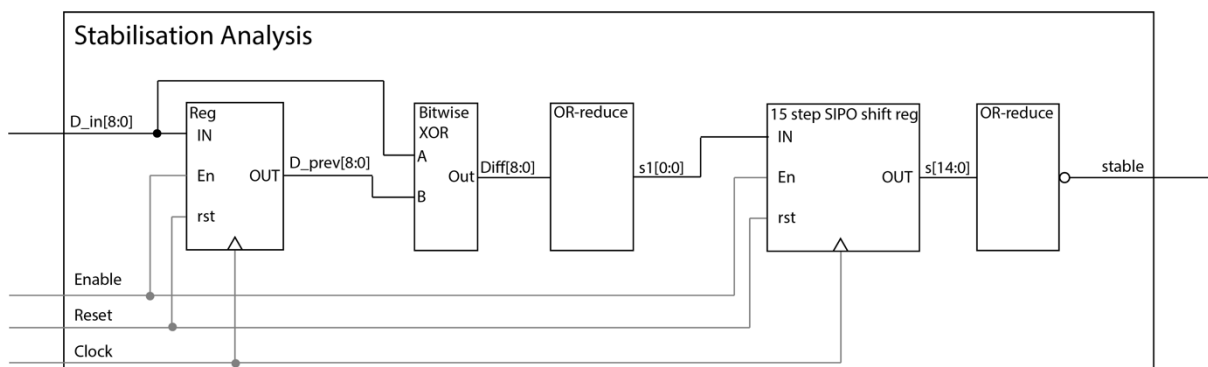 Stabilisation Analysis
D_in[8:0]
Reg
IN
En
rst
OUT
D_prev[8:0]
Bitwise
XOR
A
B
Out
Diff[8:0]
OR-reduce
s1[0:0]
15 step SIPO shift reg
IN
En
rst
OUT
s[14:0]
OR-reduce
stable
Enable
Reset
Clock